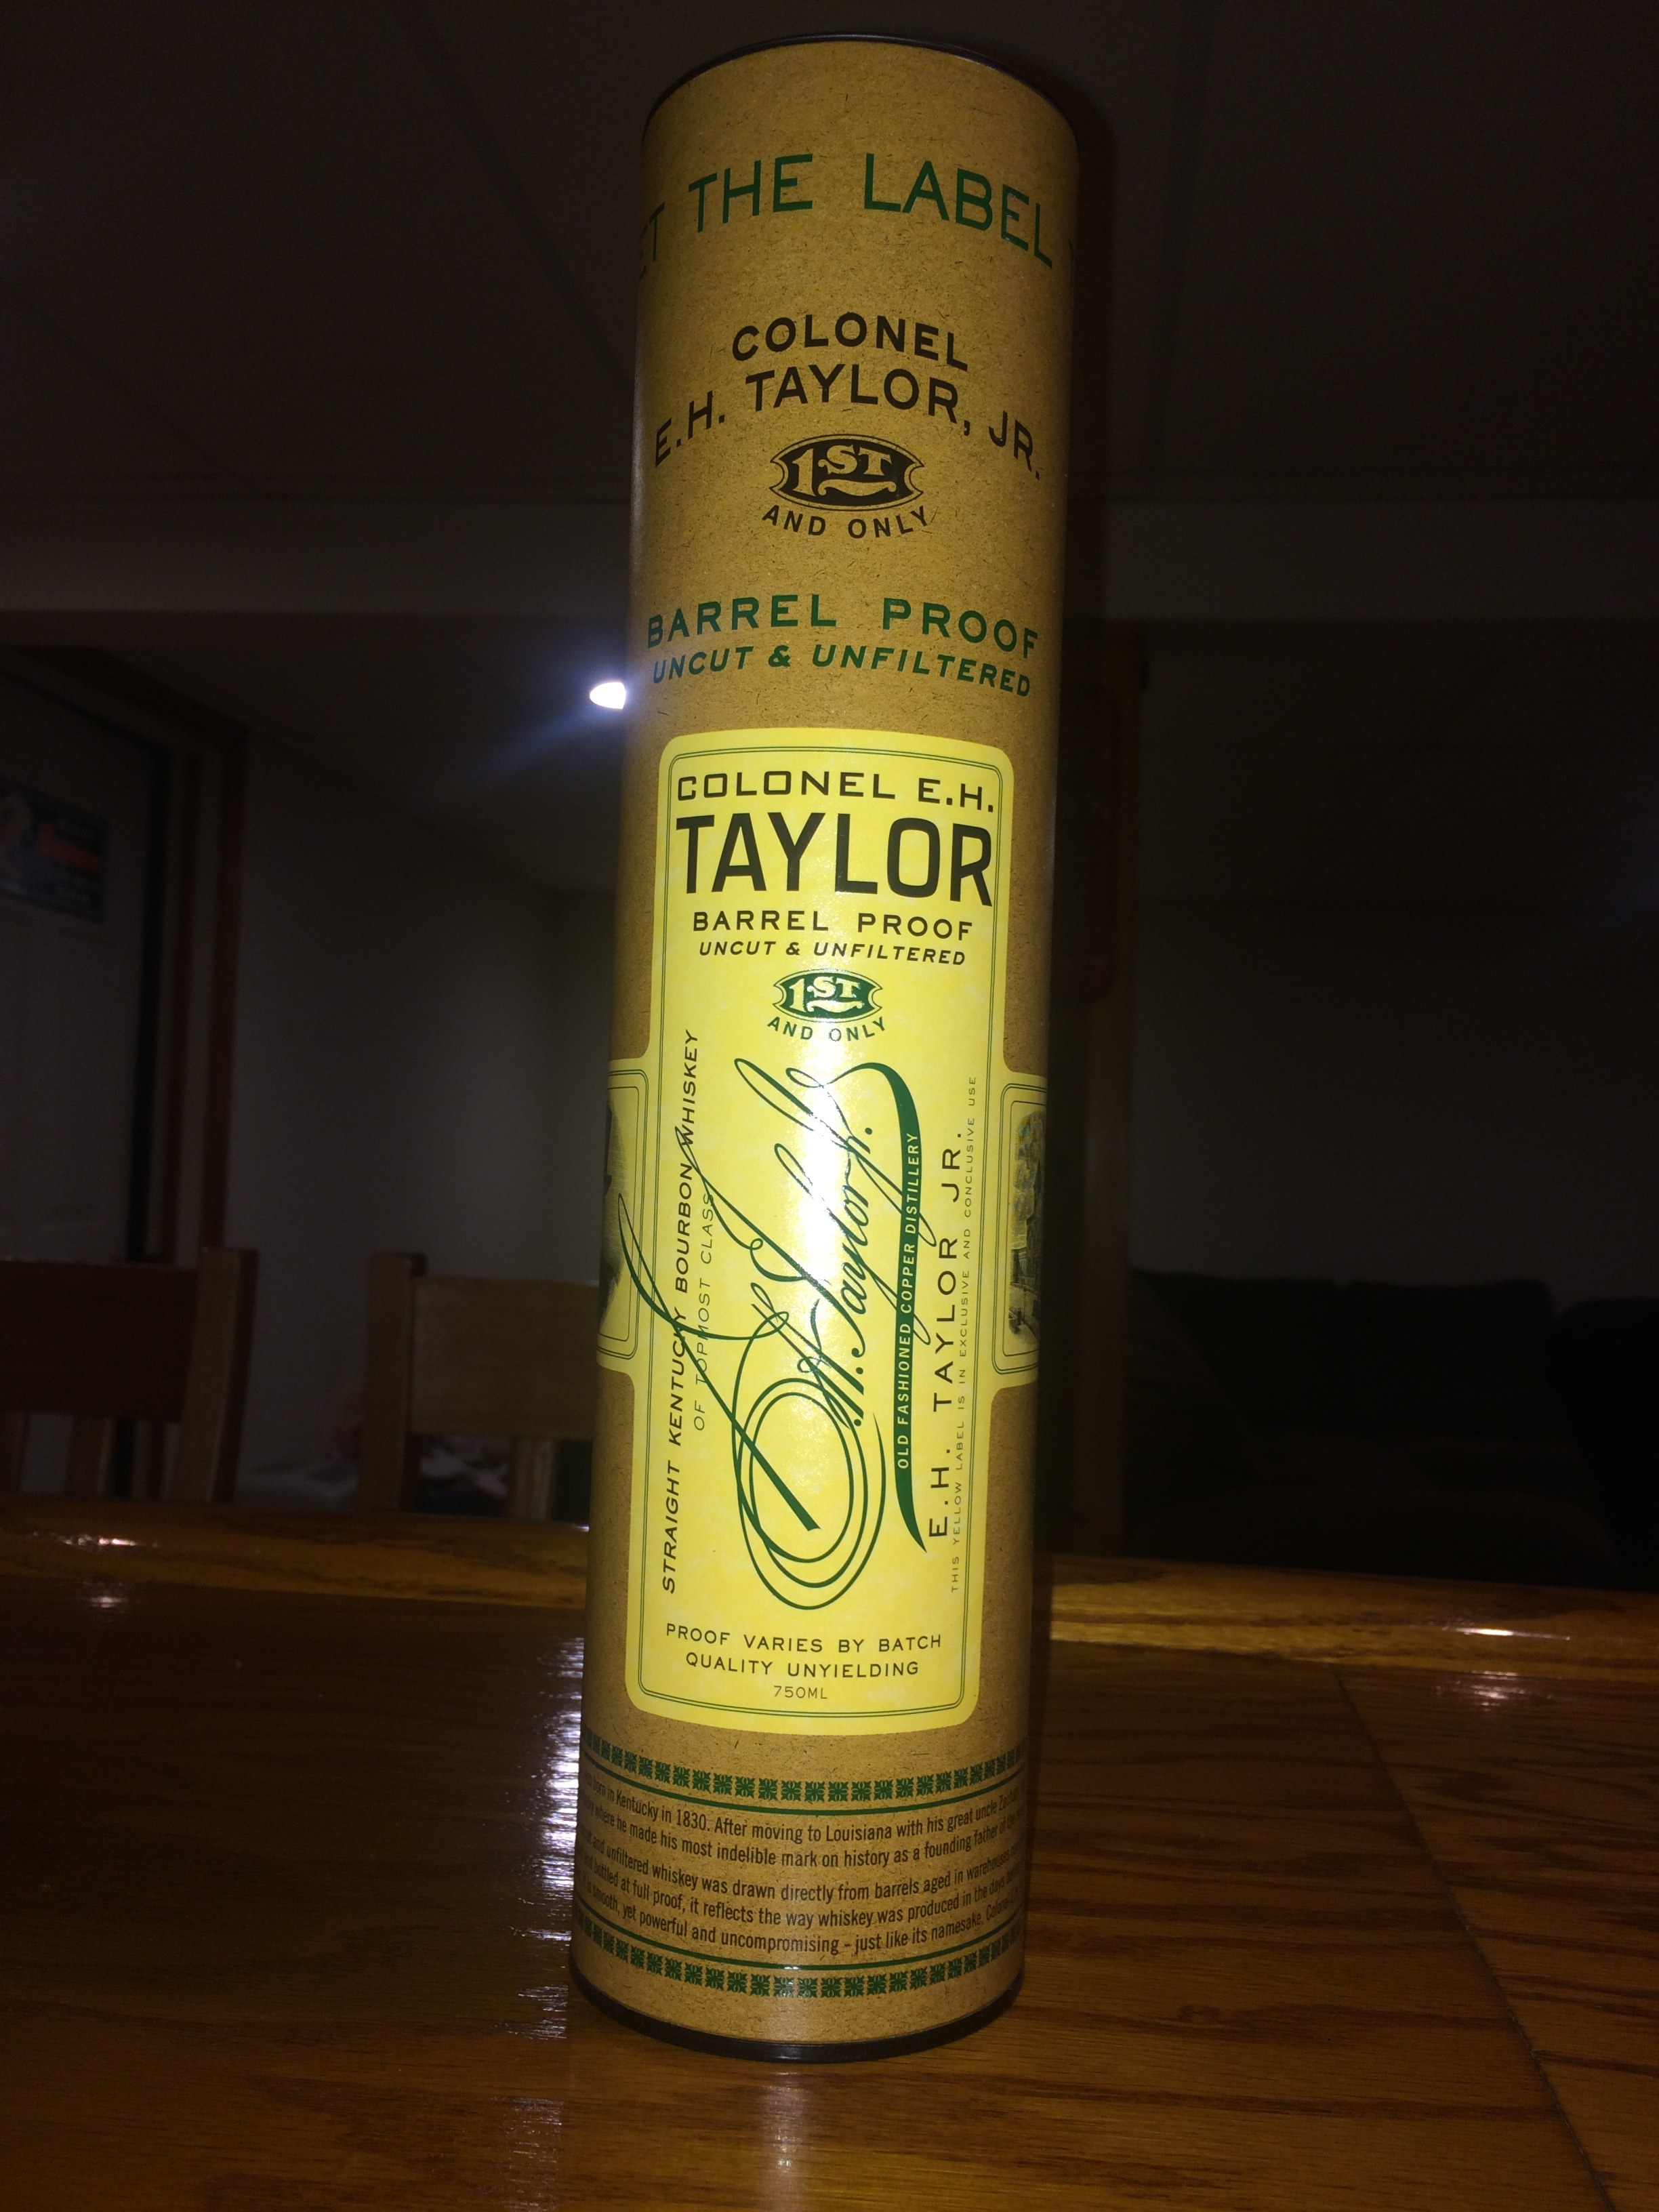 THE LABEL
COLONEL
E.H. TAYLOR, JR.
1ST
AND ONLY
BARREL PROOF
UNCUT & UNFILTERED
COLONEL E.H.
TAYLOR
BARREL PROOF
UNCUT & UNFILTERED
1ST
AND ONLY
STRAIGHT KENTUCKY BOURBON WHISKEY
OF TOPMOST CLASS
E. H. Taylor Jr.
OLD FASHIONED COPPER DISTILLERY
E.H. TAYLOR JR.
THIS YELLOW LABEL IS IN EXCLUSIVE AND CONCLUSIVE USE
PROOF VARIES BY BATCH
QUALITY UNYIELDING
750ML
born in Kentucky in 1830. After moving to Louisiana with his great uncle
where he made his most indelible mark on history as a founding father of the
and unfiltered whiskey was drawn directly from barrels aged in warehouses
bottled at full proof, it reflects the way whiskey was produced in the days
smooth, yet powerful and uncompromising – just like its namesake, Colonel